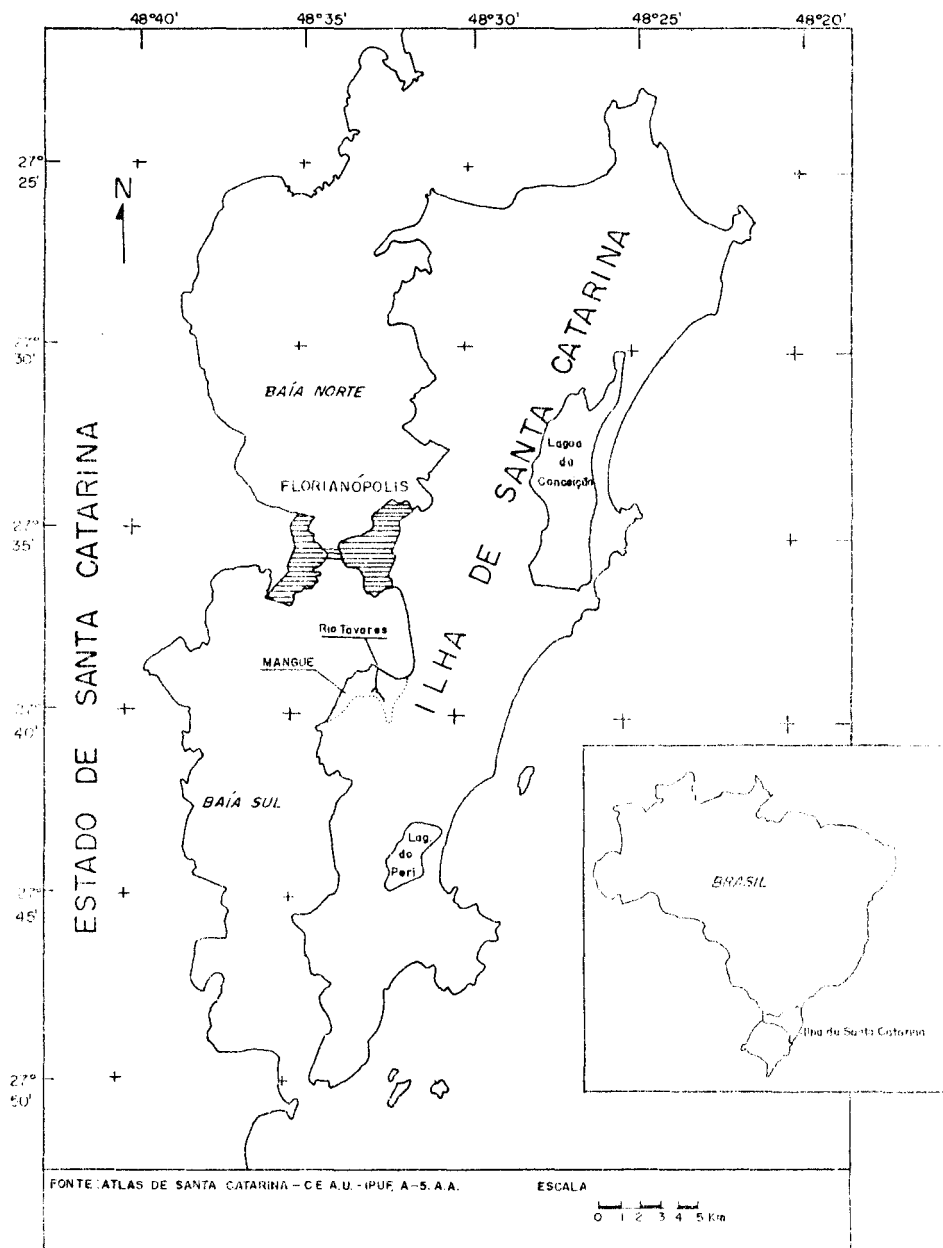 48°40' 48°35' 48°30' 48°25' 48°20'
27°
25'
N
27°
30'
27°
35'
27°
40'
27°
45'
27°
50'
ESTADO DE SANTA CATARINA
ILHA DE SANTA CATARINA
BAÍA NORTE
Lagoa
da
Conceição
FLORIANÓPOLIS
Rio Tavares
MANGUE
BAÍA SUL
Lag.
do
Peri
BRASIL
Ilha de Santa Catarina
FONTE: ATLAS DE SANTA CATARINA – C E A.U. - IPUF, A-5. A.A.
ESCALA
0 1 2 3 4 5 Km